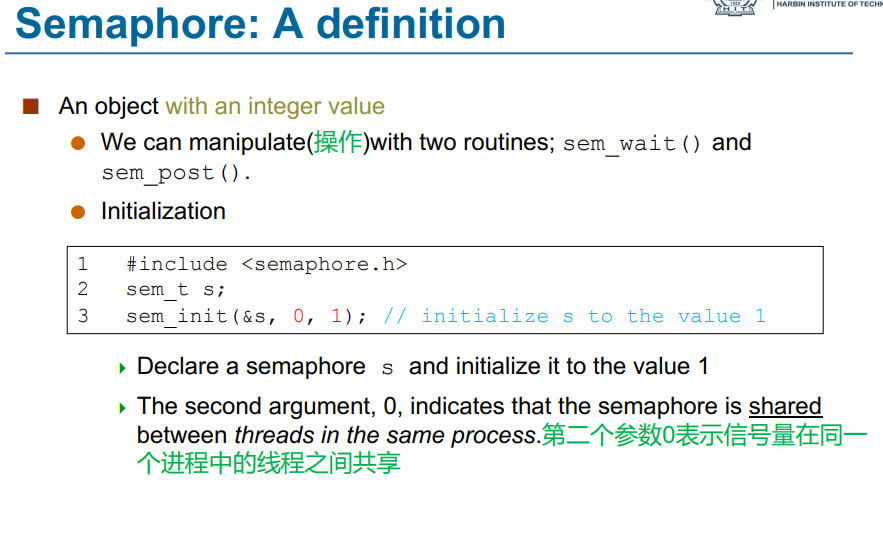 HARBIN INSTITUTE OF TECHN
HIT
Semaphore: A definition
An object with an integer value
We can manipulate(操作)with two routines; sem_wait() and
sem_post().
Initialization
1 #include <semaphore.h>
2 sem_t s;
3 sem_init(&s, 0, 1); // initialize s to the value 1
Declare a semaphore s and initialize it to the value 1
The second argument, 0, indicates that the semaphore is shared
between threads in the same process.第二个参数0表示信号量在同一
个进程中的线程之间共享